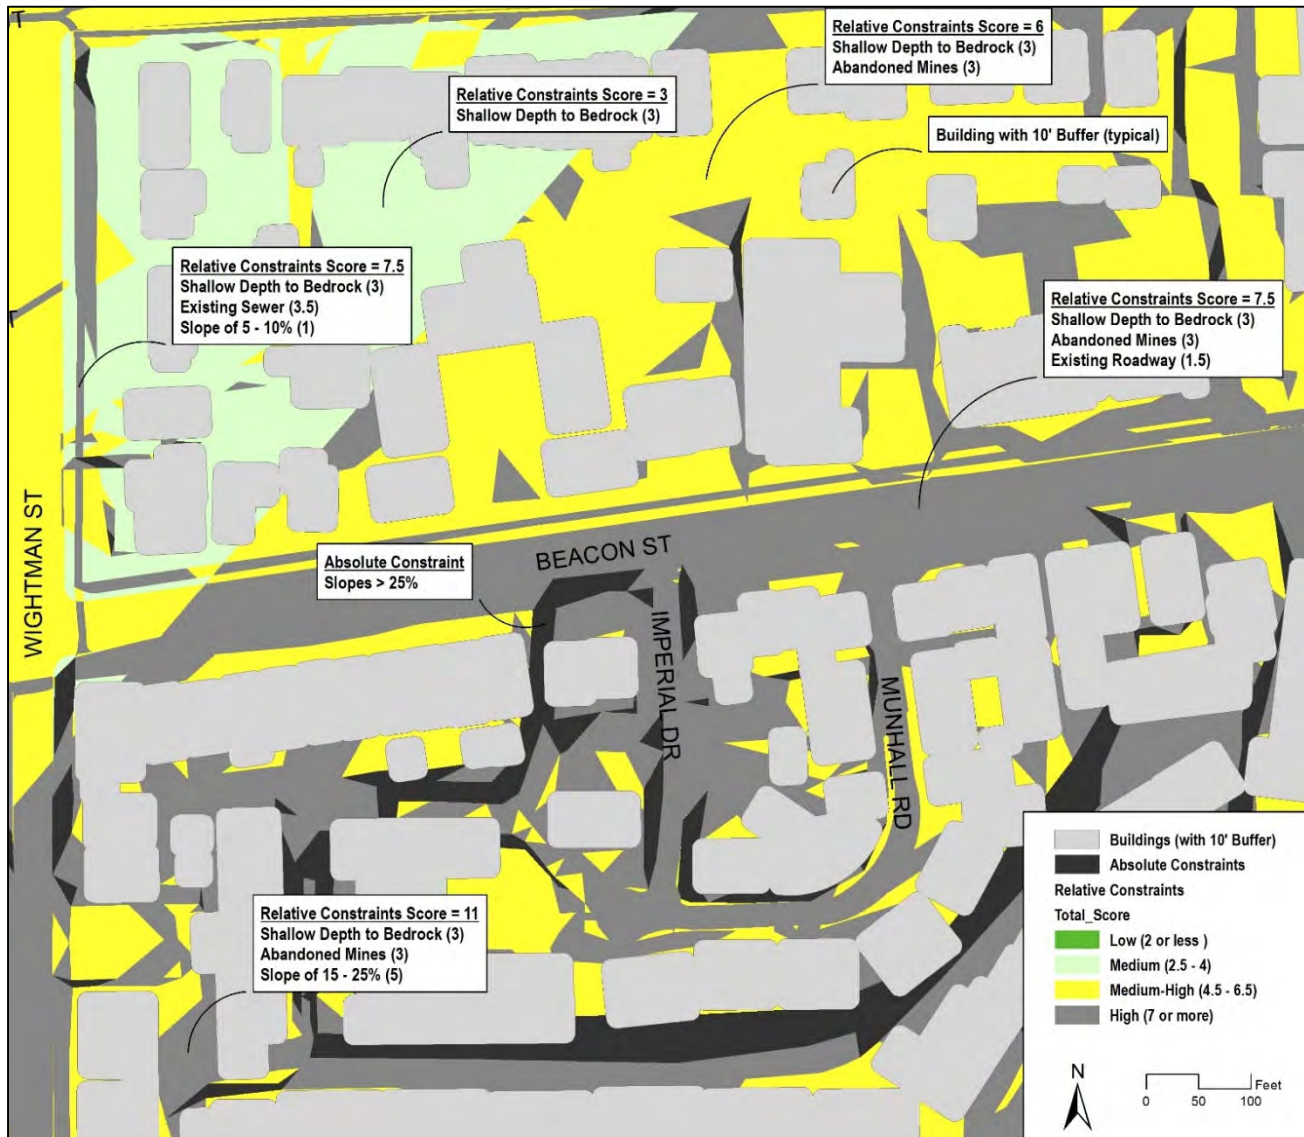 T
Relative Constraints Score = 6
Shallow Depth to Bedrock (3)
Abandoned Mines (3)
Relative Constraints Score = 3
Shallow Depth to Bedrock (3)
Building with 10' Buffer (typical)
Relative Constraints Score = 7.5
Shallow Depth to Bedrock (3)
Existing Sewer (3.5)
Slope of 5 - 10% (1)
T
Relative Constraints Score = 7.5
Shallow Depth to Bedrock (3)
Abandoned Mines (3)
Existing Roadway (1.5)
WIGHTMAN ST
Absolute Constraint
Slopes > 25%
BEACON ST
IMPERIAL DR
MUNHALL RD
Relative Constraints Score = 11
Shallow Depth to Bedrock (3)
Abandoned Mines (3)
Slope of 15 - 25% (5)
Buildings (with 10' Buffer)
Absolute Constraints
Relative Constraints
Total_Score
Low (2 or less )
Medium (2.5 - 4)
Medium-High (4.5 - 6.5)
High (7 or more)
N
Feet
0 50 100